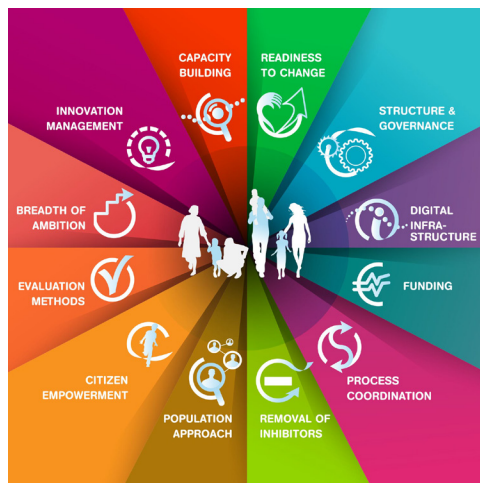 CAPACITY
BUILDING
READINESS
TO CHANGE
STRUCTURE &
GOVERNANCE
DIGITAL
INFRA-
STRUCTURE
FUNDING
PROCESS
COORDINATION
REMOVAL OF
INHIBITORS
POPULATION
APPROACH
CITIZEN
EMPOWERMENT
EVALUATION
METHODS
BREADTH OF
AMBITION
INNOVATION
MANAGEMENT